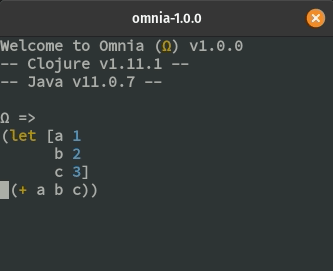 omnia-1.0.0
Welcome to Omnia (Ω) v1.0.0
-- Clojure v1.11.1 --
-- Java v11.0.7 --
Ω =>
(let [a 1
      b 2
      c 3]
 (+ a b c))